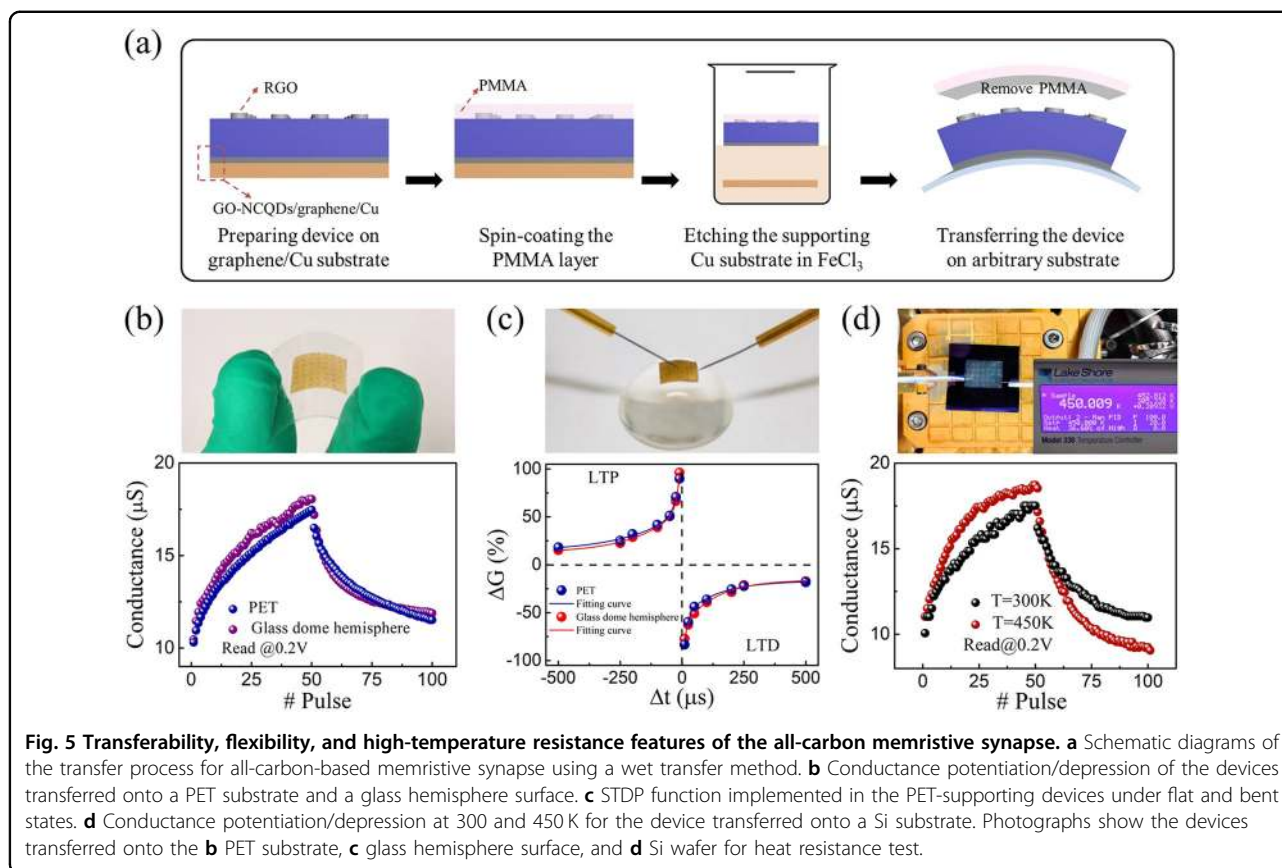 (a)
RGO
PMMA
Remove PMMA
GO-NCQDs/graphene/Cu
Preparing device on
graphene/Cu substrate
Spin-coating the
PMMA layer
Etching the supporting
Cu substrate in FeCl₃
Transferring the device
on arbitrary substrate
(b)
(c)
(d)
Lake Shore
450.009
Model 330 Temperature Controller
20
17.5
15
12.5
10
Conductance (μS)
PET
Glass dome hemisphere
Read @0.2V
0
25
50
75
100
# Pulse
100
50
0
-50
-100
ΔG (%)
LTP
PET
Fitting curve
Glass dome hemisphere
Fitting curve
LTD
-500
-250
0
250
500
Δt (μs)
20
17.5
15
12.5
10
Conductance (μS)
T=300K
T=450K
Read@0.2V
0
25
50
75
100
# Pulse
Fig. 5 Transferability, flexibility, and high-temperature resistance features of the all-carbon memristive synapse. a Schematic diagrams of
the transfer process for all-carbon-based memristive synapse using a wet transfer method. b Conductance potentiation/depression of the devices
transferred onto a PET substrate and a glass hemisphere surface. c STDP function implemented in the PET-supporting devices under flat and bent
states. d Conductance potentiation/depression at 300 and 450 K for the device transferred onto a Si substrate. Photographs show the devices
transferred onto the b PET substrate, c glass hemisphere surface, and d Si wafer for heat resistance test.